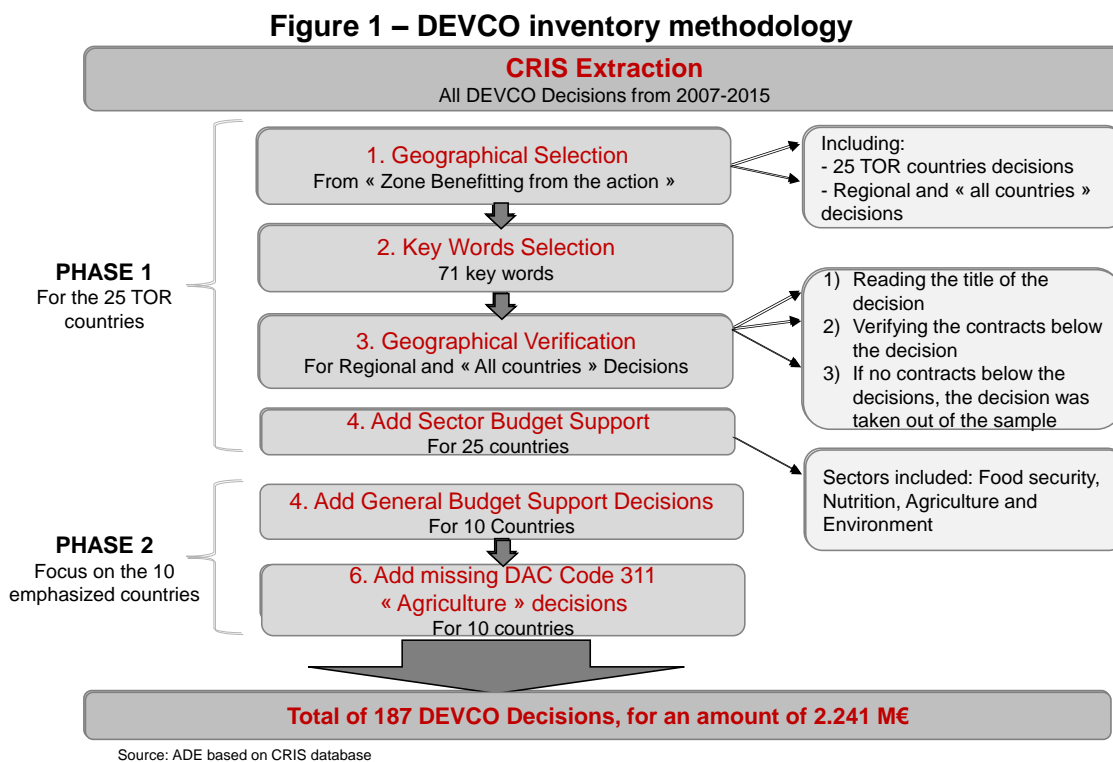 Figure 1 – DEVCO inventory methodology
CRIS Extraction
All DEVCO Decisions from 2007-2015
1. Geographical Selection
From « Zone Benefitting from the action »
Including:
- 25 TOR countries decisions
- Regional and « all countries »
decisions
2. Key Words Selection
71 key words
PHASE 1
For the 25 TOR
countries
3. Geographical Verification
For Regional and « All countries » Decisions
1) Reading the title of the
decision
2) Verifying the contracts below
the decision
3) If no contracts below the
decisions, the decision was
taken out of the sample
4. Add Sector Budget Support
For 25 countries
Sectors included: Food security,
Nutrition, Agriculture and
Environment
4. Add General Budget Support Decisions
For 10 Countries
PHASE 2
Focus on the 10
emphasized countries
6. Add missing DAC Code 311
« Agriculture » decisions
For 10 countries
Total of 187 DEVCO Decisions, for an amount of 2.241 M€
Source: ADE based on CRIS database